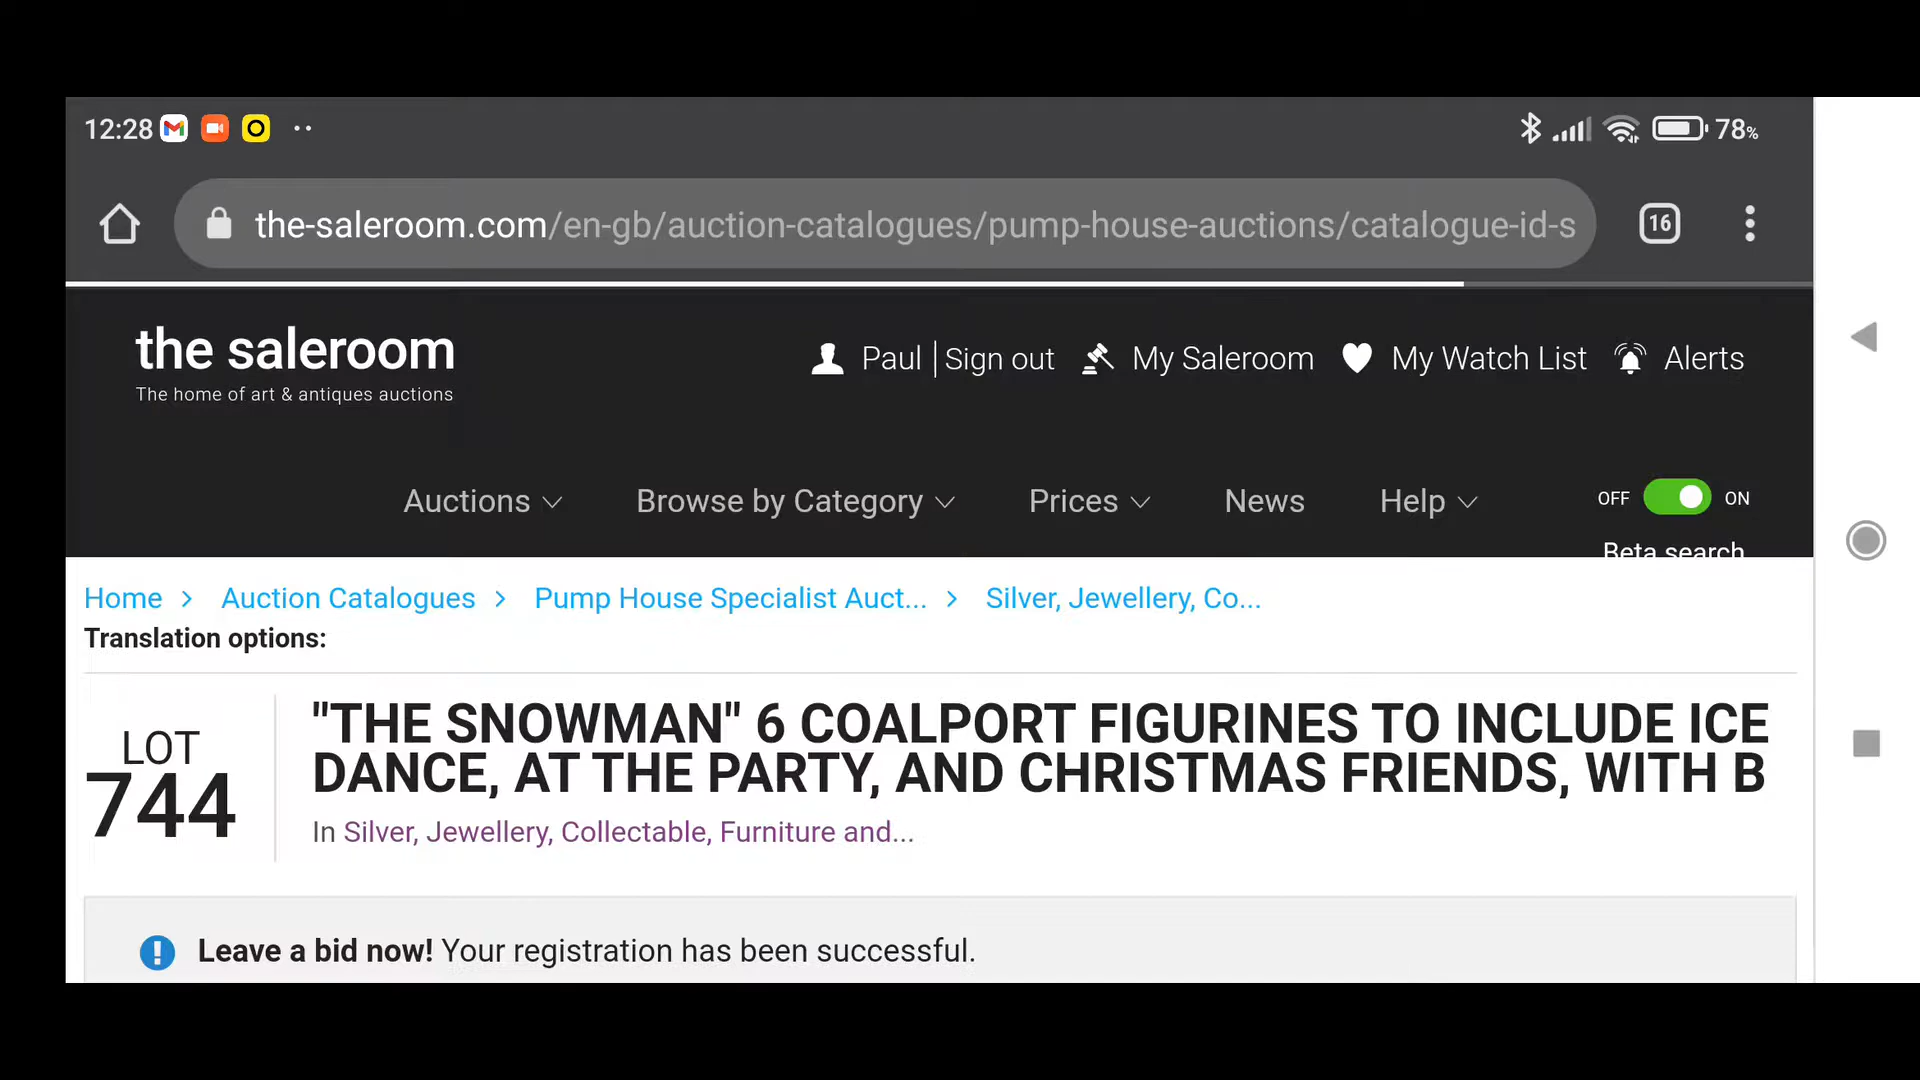 12:28 78%
the-saleroom.com/en-gb/auction-catalogues/pump-house-auctions/catalogue-id-s 16
the saleroom
The home of art & antiques auctions
Paul | Sign out My Saleroom My Watch List Alerts
Auctions Browse by Category Prices News Help OFF ON
Beta search
Home > Auction Catalogues > Pump House Specialist Auct... > Silver, Jewellery, Co...
Translation options:
LOT
744
"THE SNOWMAN" 6 COALPORT FIGURINES TO INCLUDE ICE
DANCE, AT THE PARTY, AND CHRISTMAS FRIENDS, WITH B
In Silver, Jewellery, Collectable, Furniture and...
Leave a bid now! Your registration has been successful.